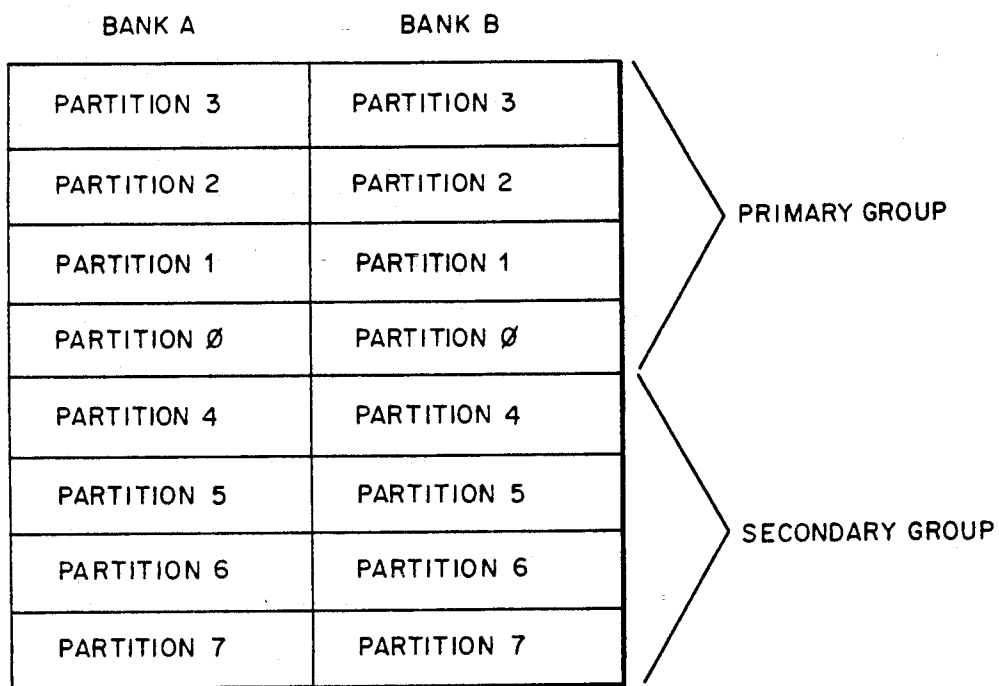 BANK A BANK B
PARTITION 3 PARTITION 3
PARTITION 2 PARTITION 2
PRIMARY GROUP
PARTITION 1 PARTITION 1
PARTITION Ø PARTITION Ø
PARTITION 4 PARTITION 4
PARTITION 5 PARTITION 5
SECONDARY GROUP
PARTITION 6 PARTITION 6
PARTITION 7 PARTITION 7